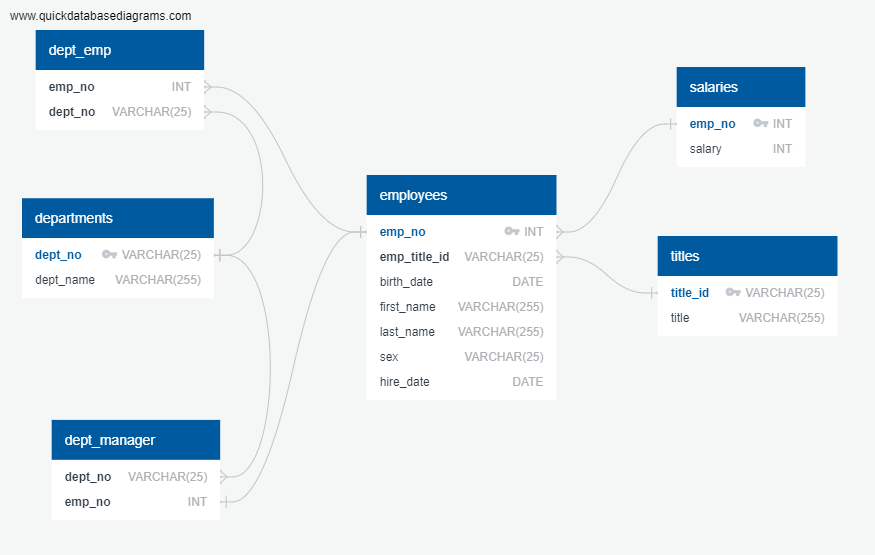 www.quickdatabasediagrams.com
dept_emp
emp_no INT
dept_no VARCHAR(25)
departments
dept_no VARCHAR(25)
dept_name VARCHAR(255)
dept_manager
dept_no VARCHAR(25)
emp_no INT
employees
emp_no INT
emp_title_id VARCHAR(25)
birth_date DATE
first_name VARCHAR(255)
last_name VARCHAR(255)
sex VARCHAR(25)
hire_date DATE
salaries
emp_no INT
salary INT
titles
title_id VARCHAR(25)
title VARCHAR(255)